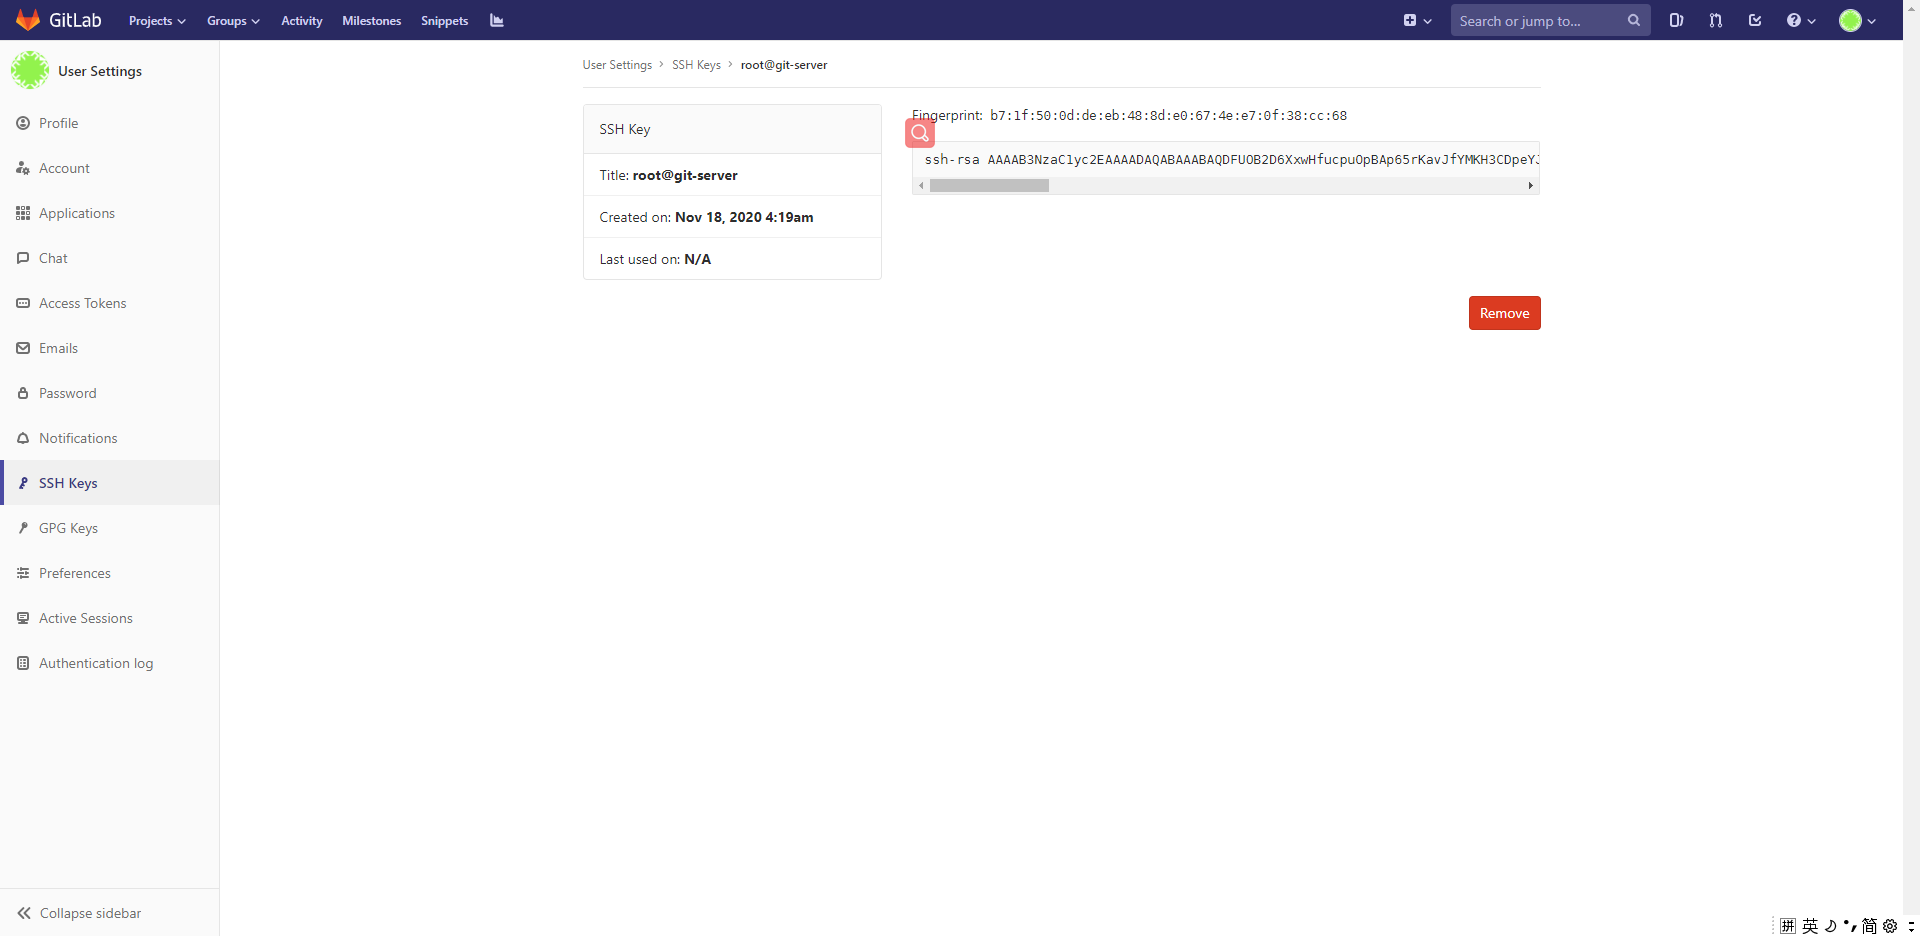 GitLab Projects Groups Activity Milestones Snippets Search or jump to...
User Settings
Profile
Account
Applications
Chat
Access Tokens
Emails
Password
Notifications
SSH Keys
GPG Keys
Preferences
Active Sessions
Authentication log
Collapse sidebar
User Settings > SSH Keys > root@git-server
SSH Key
Title: root@git-server
Created on: Nov 18, 2020 4:19am
Last used on: N/A
Fingerprint: b7:1f:50:0d:de:eb:48:8d:e0:67:4e:e7:0f:38:cc:68
ssh-rsa AAAAB3NzaC1yc2EAAAADAQABAAABAQDFUOB2D6XxwHfucpuOpBAp65rKavJfYMKH3CDpeYJ
Remove
拼 英 简